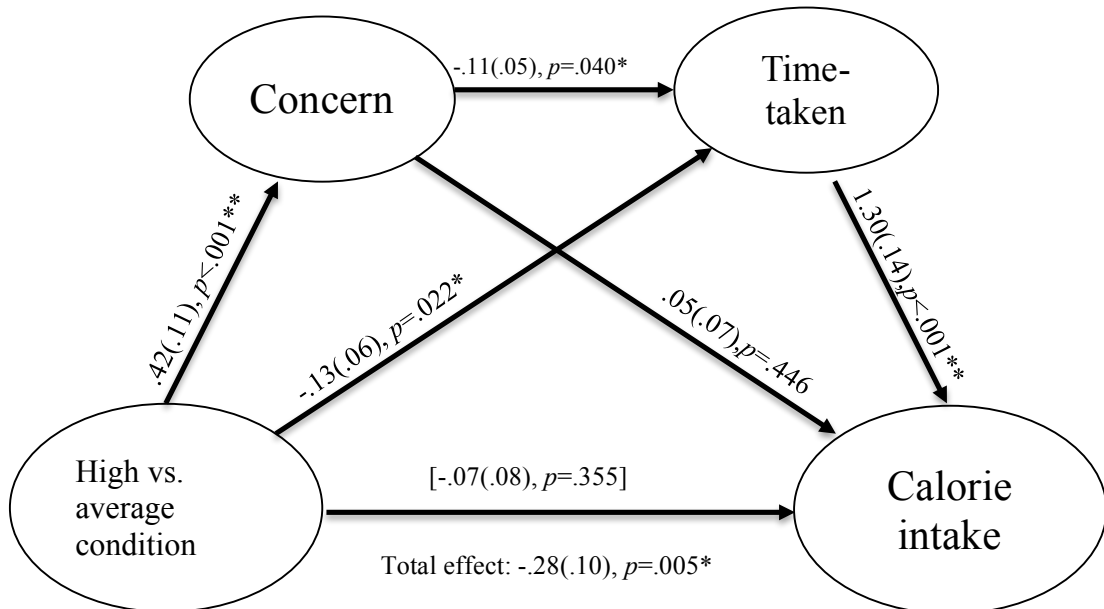 -.11(.05), p=.040*
Concern
Time-
taken
.42(.11), p<.001**
-.13(.06), p=.022*
.05(.07),p=.446
1.30(.14),p<.001**
High vs.
average
condition
[-.07(.08), p=.355]
Calorie
intake
Total effect: -.28(.10), p=.005*